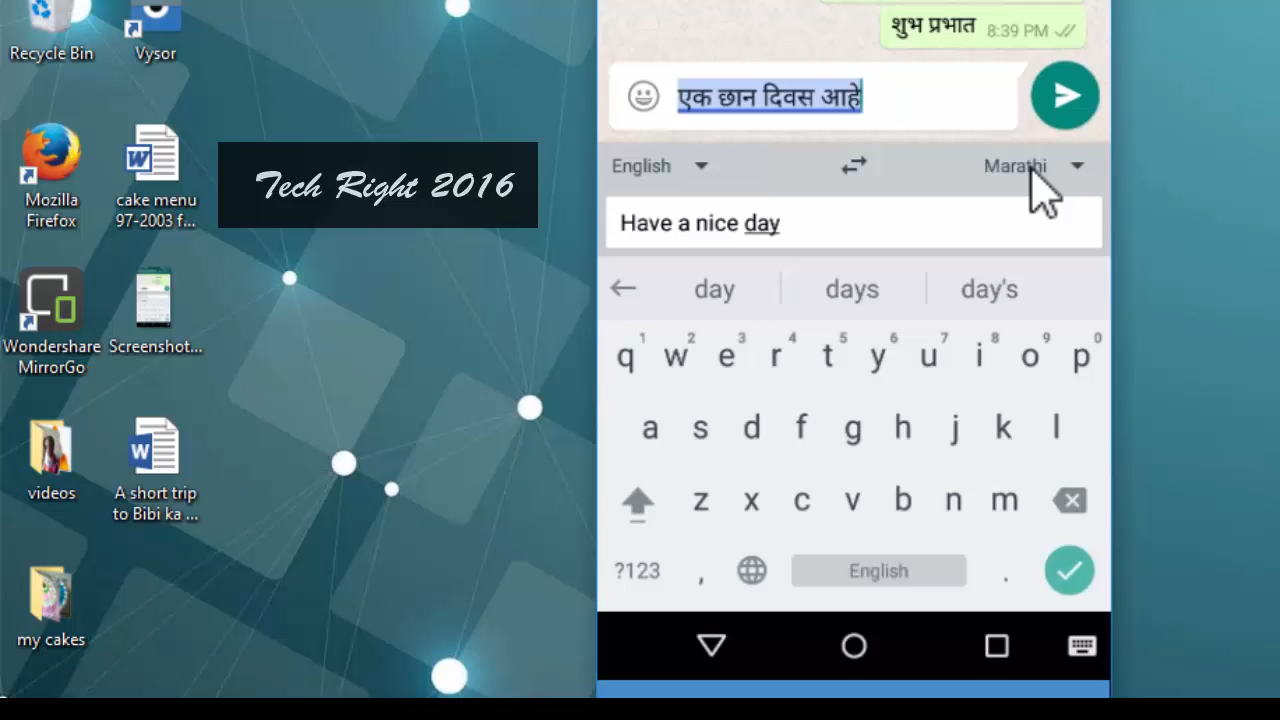 Recycle Bin
Vysor
Mozilla
Firefox
cake menu
97-2003 f...
Wondershare
MirrorGo
Screenshot...
videos
A short trip
to Bibi ka ...
my cakes
Tech Right 2016
शुभ प्रभात 8:39 PM
एक छान दिवस आहे
English Marathi
Have a nice day
day days day's
1 2 3 4 5 6 7 8 9 0
q w e r t y u i o p
a s d f g h j k l
z x c v b n m
?123 , English .